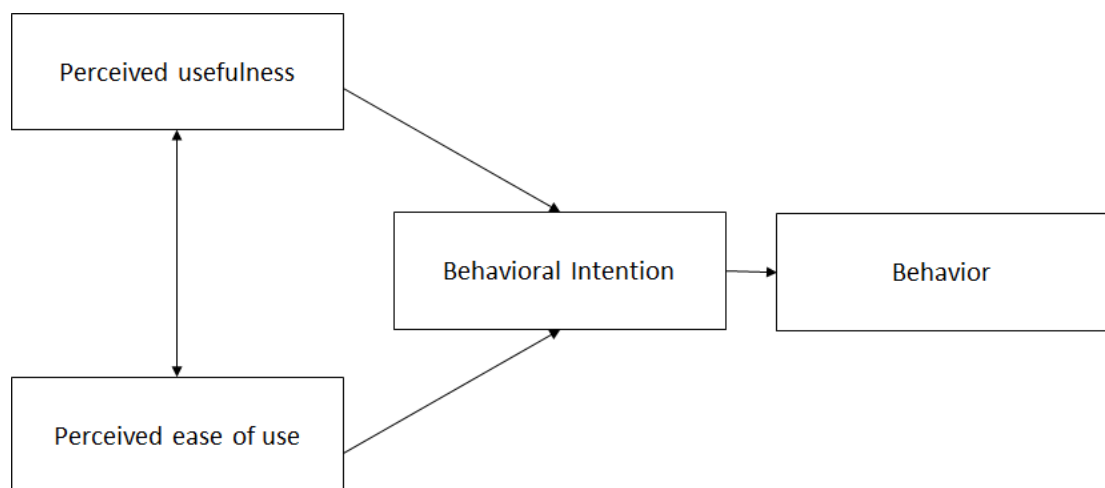 Perceived usefulness
Behavioral Intention
Behavior
Perceived ease of use